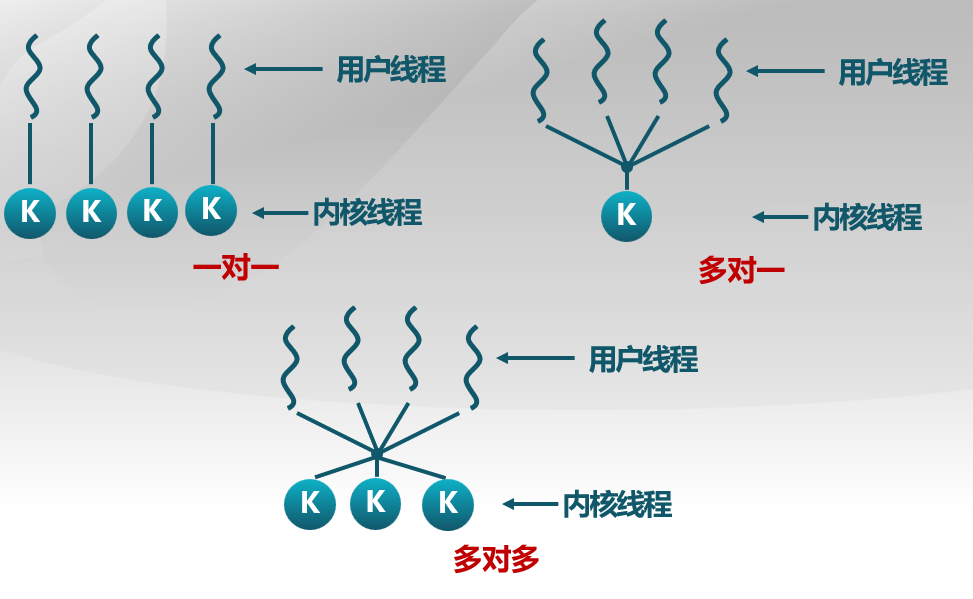 用户线程
K K K K
内核线程
一对一
用户线程
K
内核线程
多对一
用户线程
K K K
内核线程
多对多